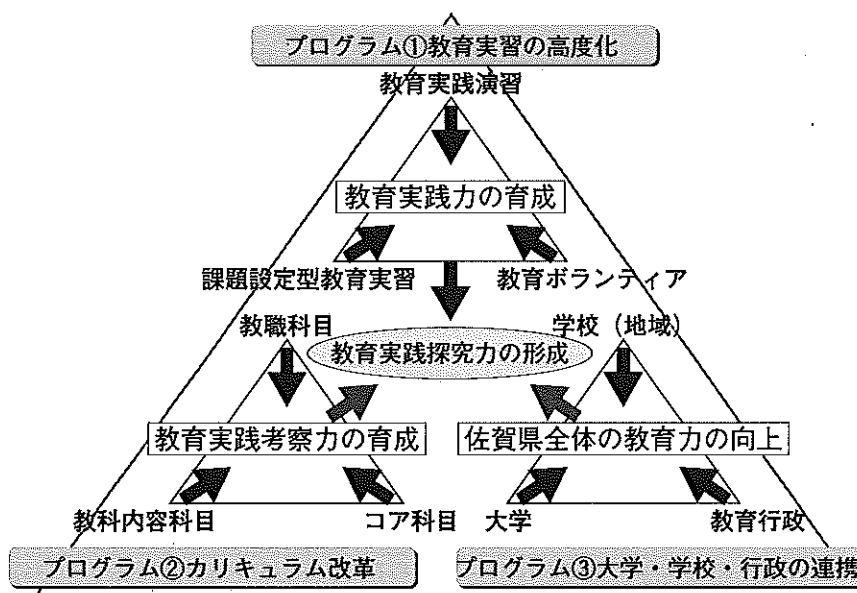 プログラム①教育実習の高度化
教育実践演習
教育実践力の育成
課題設定型教育実習
教育ボランティア
教職科目
学校（地域）
教育実践探究力の形成
教育実践考察力の育成
佐賀県全体の教育力の向上
教科内容科目
コア科目
大学
教育行政
プログラム②カリキュラム改革
プログラム③大学・学校・行政の連携